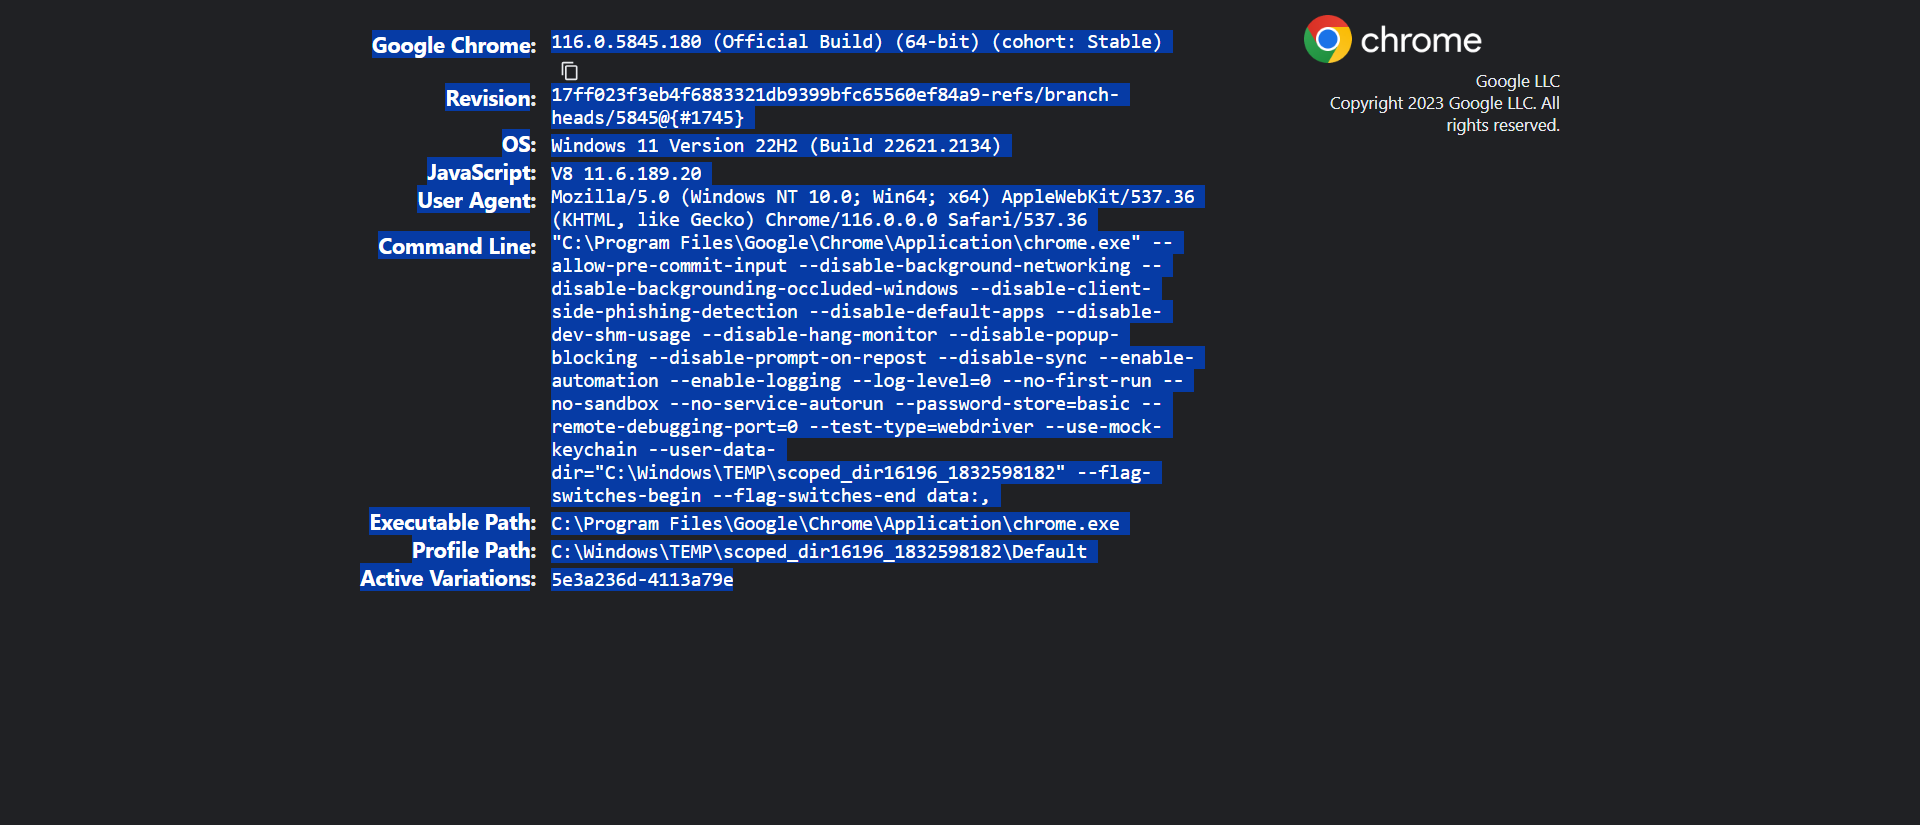 Google Chrome: 116.0.5845.180 (Official Build) (64-bit) (cohort: Stable)
Revision: 17ff023f3eb4f6883321db9399bfc65560ef84a9-refs/branch-
heads/5845@{#1745}
OS: Windows 11 Version 22H2 (Build 22621.2134)
JavaScript: V8 11.6.189.20
User Agent: Mozilla/5.0 (Windows NT 10.0; Win64; x64) AppleWebKit/537.36
(KHTML, like Gecko) Chrome/116.0.0.0 Safari/537.36
Command Line: "C:\Program Files\Google\Chrome\Application\chrome.exe" --
allow-pre-commit-input --disable-background-networking --
disable-backgrounding-occluded-windows --disable-client-
side-phishing-detection --disable-default-apps --disable-
dev-shm-usage --disable-hang-monitor --disable-popup-
blocking --disable-prompt-on-repost --disable-sync --enable-
automation --enable-logging --log-level=0 --no-first-run --
no-sandbox --no-service-autorun --password-store=basic --
remote-debugging-port=0 --test-type=webdriver --use-mock-
keychain --user-data-
dir="C:\Windows\TEMP\scoped_dir16196_1832598182" --flag-
switches-begin --flag-switches-end data:,
Executable Path: C:\Program Files\Google\Chrome\Application\chrome.exe
Profile Path: C:\Windows\TEMP\scoped_dir16196_1832598182\Default
Active Variations: 5e3a236d-4113a79e
chrome
Google LLC
Copyright 2023 Google LLC. All
rights reserved.